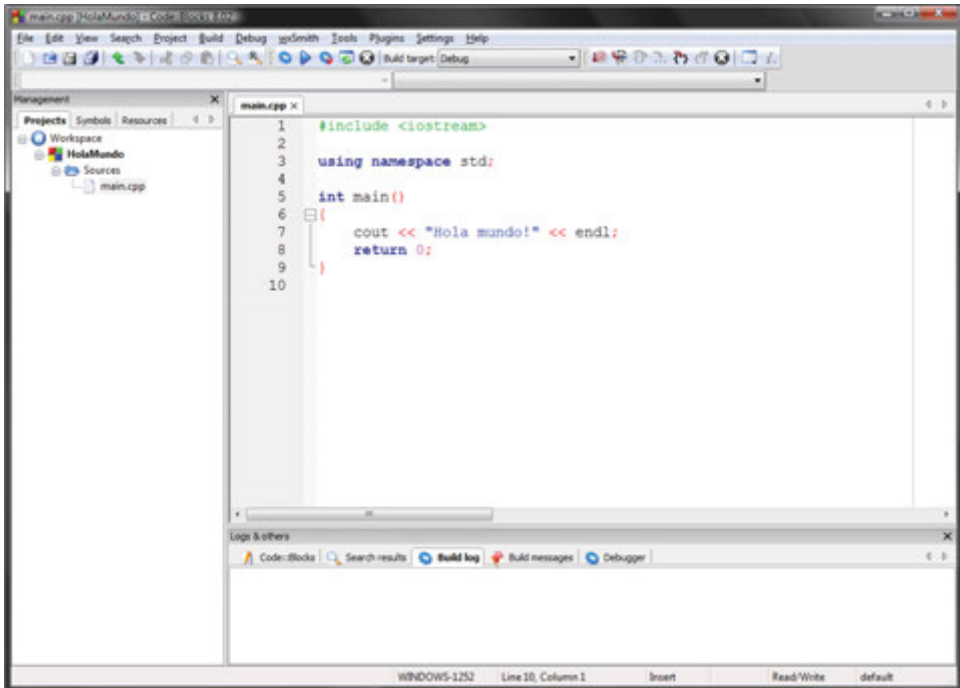 main.cpp [HolaMundo] - Code::Blocks 8.02
File Edit View Search Project Build Debug wxSmith Tools Plugins Settings Help
Build target: Debug
Management
Projects Symbols Resources
Workspace
HolaMundo
Sources
main.cpp
main.cpp
1 #include <iostream>
2
3 using namespace std;
4
5 int main()
6 {
7 cout << "Hola mundo!" << endl;
8 return 0;
9 }
10
Logs & others
Code::Blocks Search results Build log Build messages Debugger
WINDOWS-1252 Line 10, Column 1 Insert Read/Write default